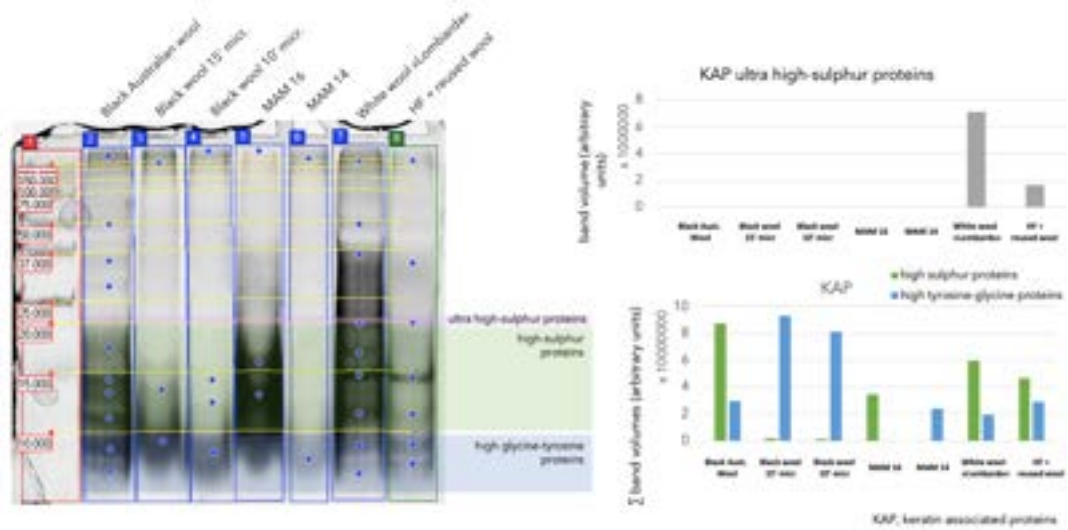 Black Australian wool
Black wool 15' micr.
Black wool 10' micr.
MAM 16
MAM 14
White wool «Lombarda»
HF + reused wool
1
2
3
4
5
6
7
8
100.000
75.000
50.000
37.000
25.000
20.000
15.000
10.000
ultra high-sulphur proteins
high-sulphur
proteins
high glycine-tyrosine
proteins
KAP ultra high-sulphur proteins
band volume (arbitrary
units)
x 10000000
8
6
4
2
0
Black Aust.
Wool
Black wool
15' micr
Black wool
10' micr
MAM 16
MAM 14
White wool
«Lombarda»
HF +
reused wool
high sulphur proteins
KAP
high tyrosine-glycine proteins
∑ band volumes (arbitrary units)
x 100000000
10
8
6
4
2
0
Black Aust.
Wool
Black wool
15' micr
Black wool
10' micr
MAM 16
MAM 14
White wool
«Lombarda»
HF +
reused wool
KAP, keratin associated proteins